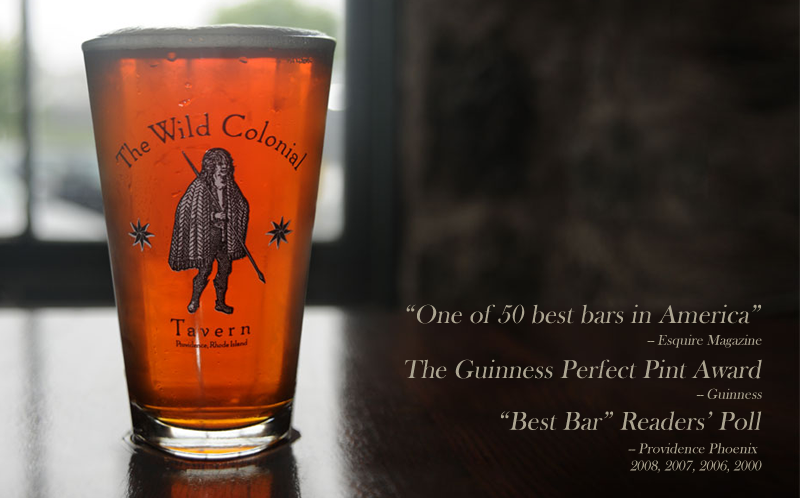 The Wild Colonial
Tavern
Providence, Rhode Island
“One of 50 best bars in America”
– Esquire Magazine
The Guinness Perfect Pint Award
– Guinness
“Best Bar” Readers’ Poll
– Providence Phoenix
2008, 2007, 2006, 2000